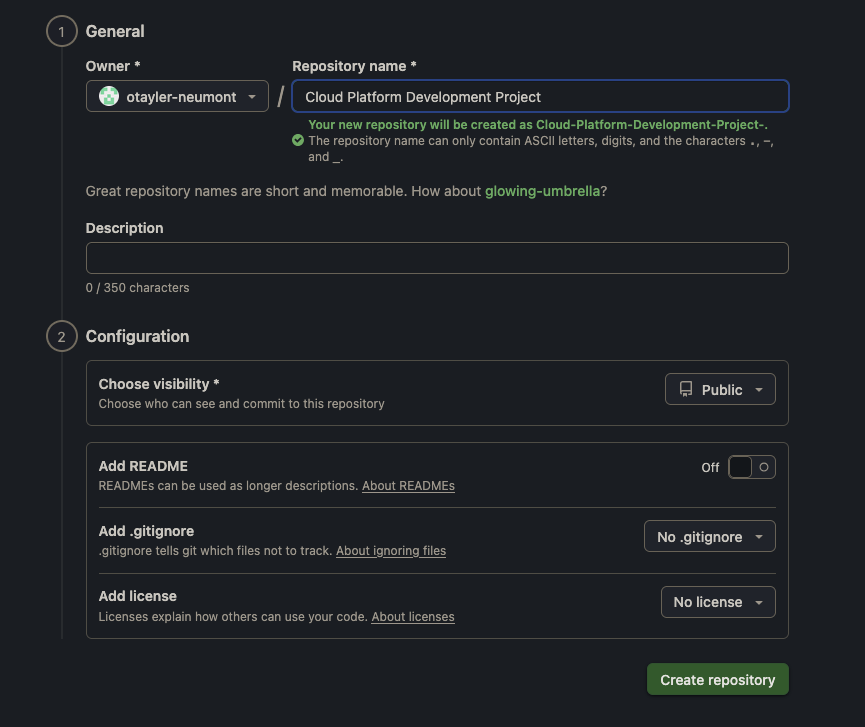 1 General
Owner * Repository name *
otayler-neumont / Cloud Platform Development Project
Your new repository will be created as Cloud-Platform-Development-Project-.
The repository name can only contain ASCII letters, digits, and the characters ., -,
and _.
Great repository names are short and memorable. How about glowing-umbrella?
Description
0 / 350 characters
2 Configuration
Choose visibility *
Choose who can see and commit to this repository
Public
Add README
READMEs can be used as longer descriptions. About READMEs
Off
Add .gitignore
.gitignore tells git which files not to track. About ignoring files
No .gitignore
Add license
Licenses explain how others can use your code. About licenses
No license
Create repository